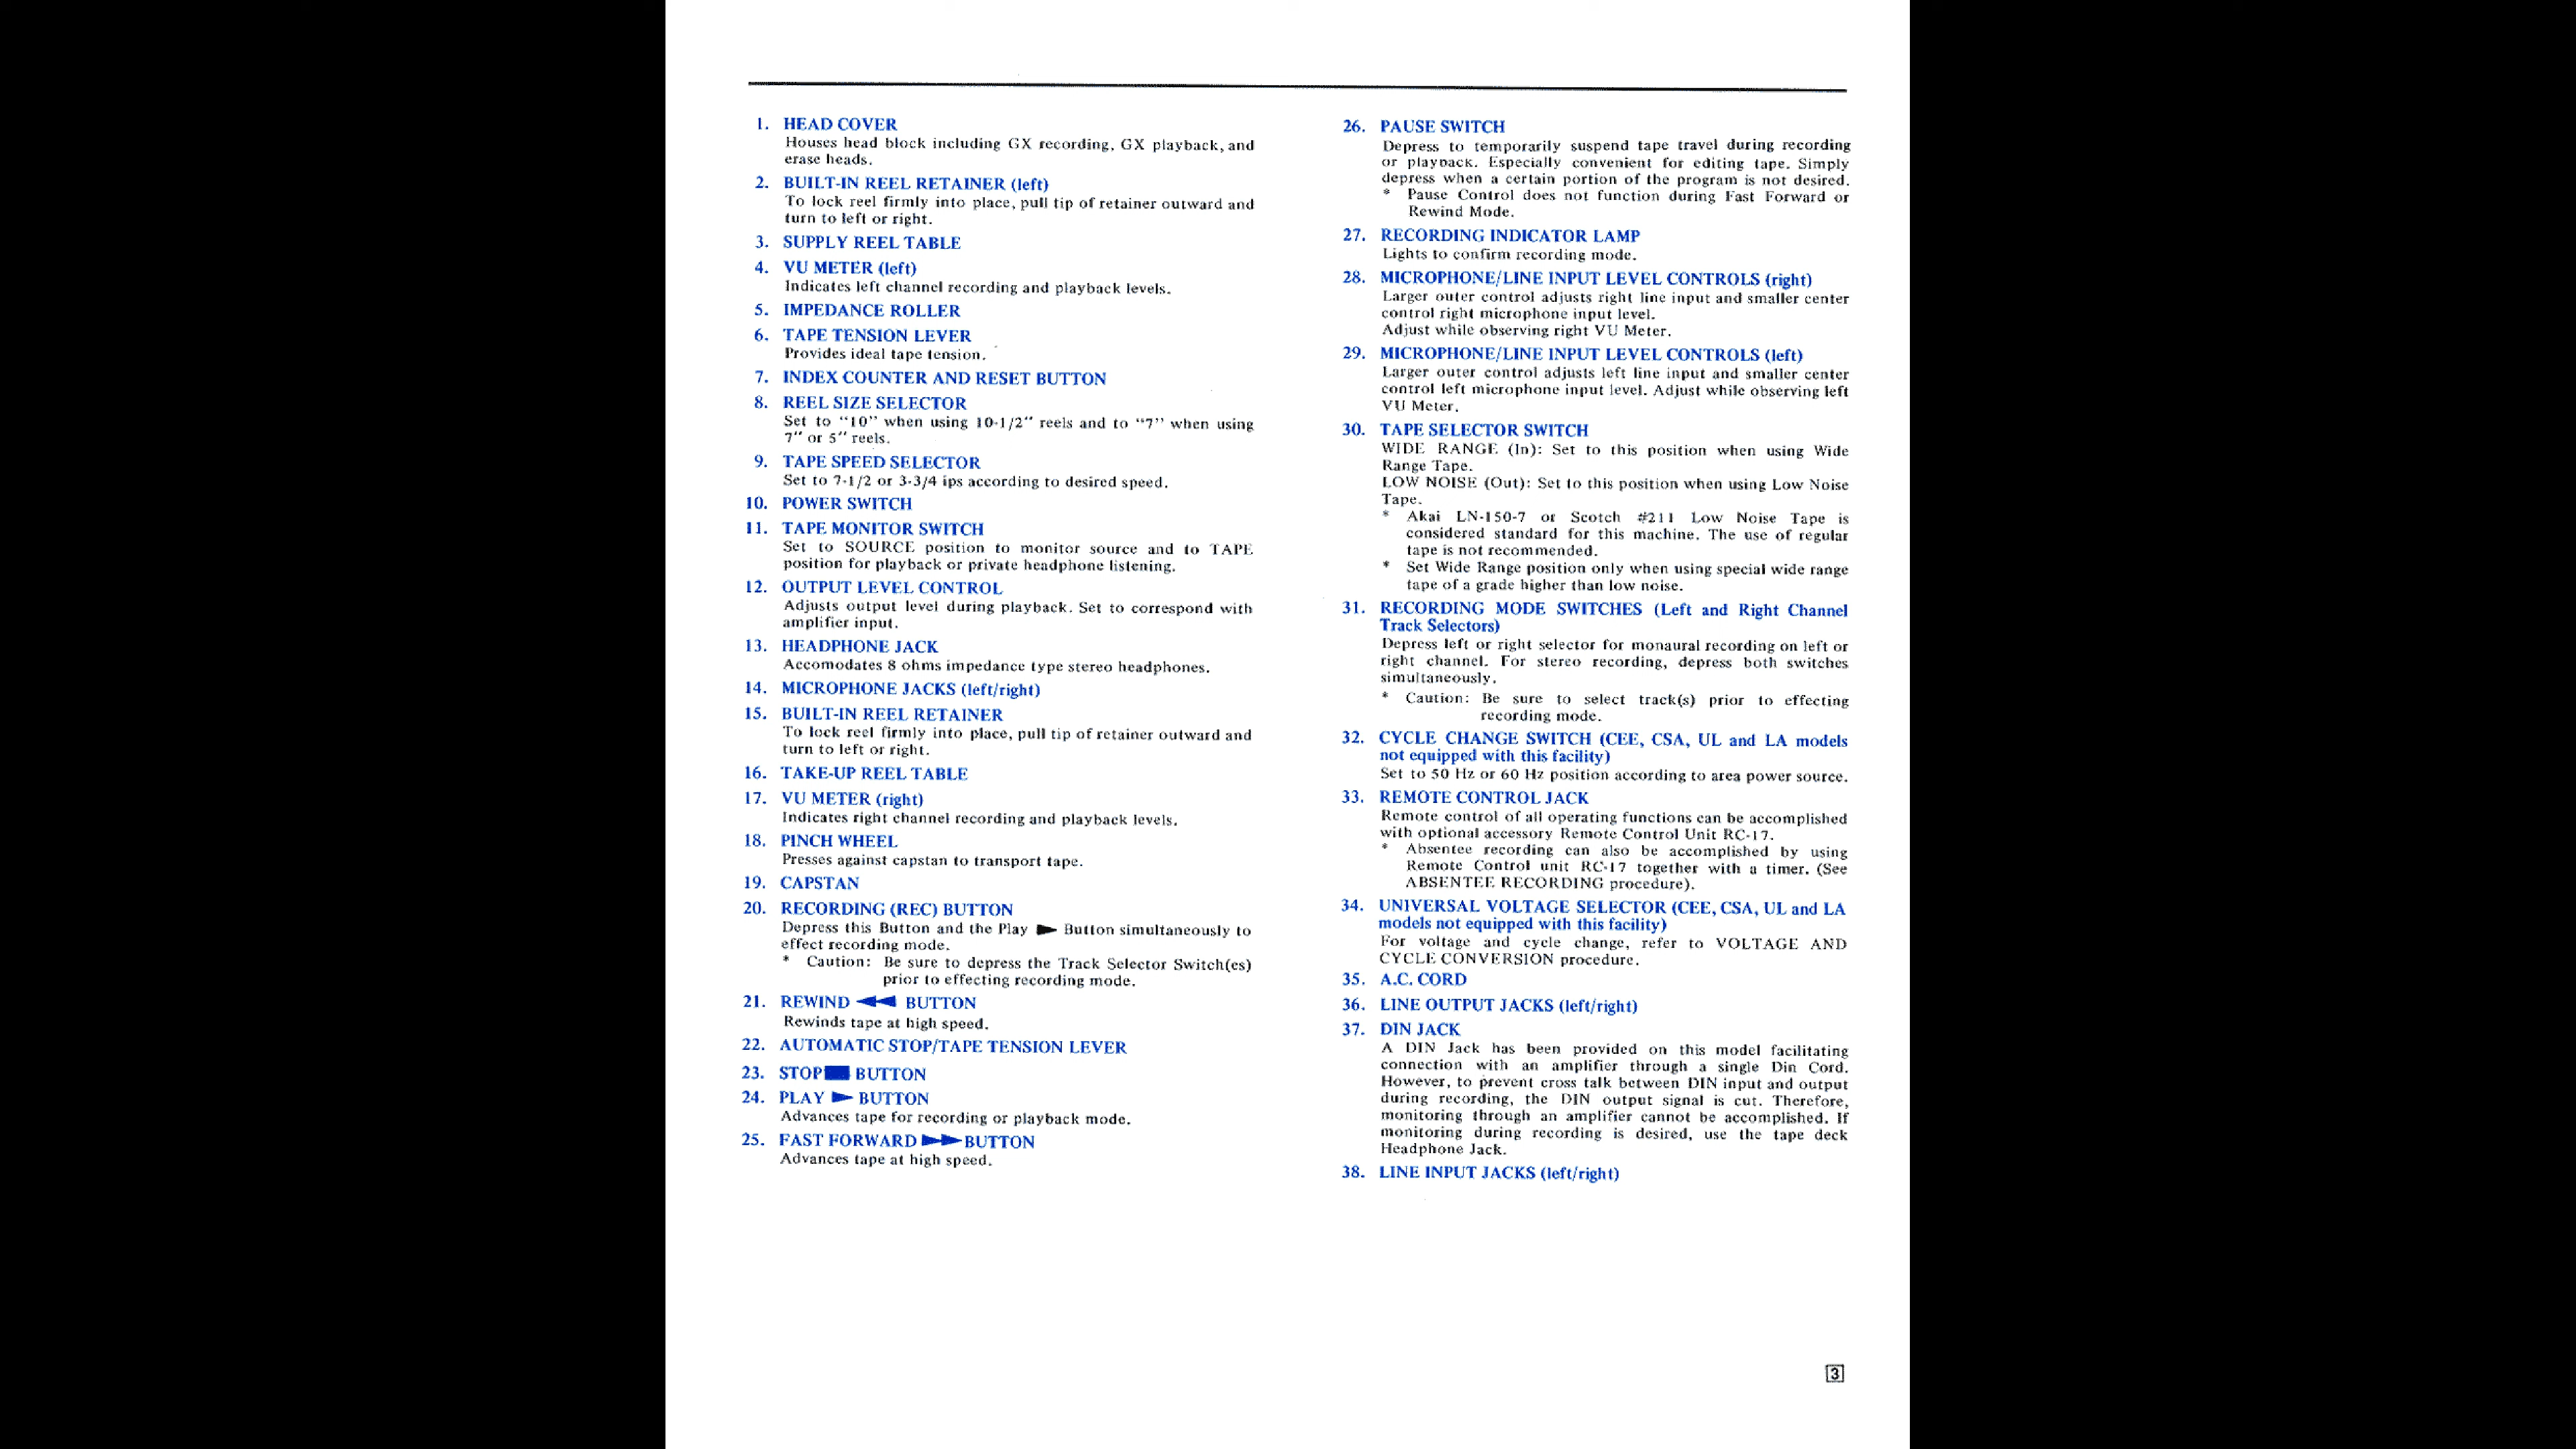 1. HEAD COVER
Houses head block including GX recording, GX playback, and
erase heads.
2. BUILT-IN REEL RETAINER (left)
To lock reel firmly into place, pull tip of retainer outward and
turn to left or right.
3. SUPPLY REEL TABLE
4. VU METER (left)
Indicates left channel recording and playback levels.
5. IMPEDANCE ROLLER
6. TAPE TENSION LEVER
Provides ideal tape tension.
7. INDEX COUNTER AND RESET BUTTON
8. REEL SIZE SELECTOR
Set to "10" when using 10-1/2" reels and to "7" when using
7" or 5" reels.
9. TAPE SPEED SELECTOR
Set to 7-1/2 or 3-3/4 ips according to desired speed.
10. POWER SWITCH
11. TAPE MONITOR SWITCH
Set to SOURCE position to monitor source and to TAPE
position for playback or private headphone listening.
12. OUTPUT LEVEL CONTROL
Adjusts output level during playback. Set to correspond with
amplifier input.
13. HEADPHONE JACK
Accomodates 8 ohms impedance type stereo headphones.
14. MICROPHONE JACKS (left/right)
15. BUILT-IN REEL RETAINER
To lock reel firmly into place, pull tip of retainer outward and
turn to left or right.
16. TAKE-UP REEL TABLE
17. VU METER (right)
Indicates right channel recording and playback levels.
18. PINCH WHEEL
Presses against capstan to transport tape.
19. CAPSTAN
20. RECORDING (REC) BUTTON
Depress this Button and the Play ► Button simultaneously to
effect recording mode.
* Caution: Be sure to depress the Track Selector Switch(es)
prior to effecting recording mode.
21. REWIND ◄◄ BUTTON
Rewinds tape at high speed.
22. AUTOMATIC STOP/TAPE TENSION LEVER
23. STOP ■ BUTTON
24. PLAY ► BUTTON
Advances tape for recording or playback mode.
25. FAST FORWARD ►► BUTTON
Advances tape at high speed.
26. PAUSE SWITCH
Depress to temporarily suspend tape travel during recording
or playback. Especially convenient for editing tape. Simply
depress when a certain portion of the program is not desired.
* Pause Control does not function during Fast Forward or
Rewind Mode.
27. RECORDING INDICATOR LAMP
Lights to confirm recording mode.
28. MICROPHONE/LINE INPUT LEVEL CONTROLS (right)
Larger outer control adjusts right line input and smaller center
control right microphone input level.
Adjust while observing right VU Meter.
29. MICROPHONE/LINE INPUT LEVEL CONTROLS (left)
Larger outer control adjusts left line input and smaller center
control left microphone input level. Adjust while observing left
VU Meter.
30. TAPE SELECTOR SWITCH
WIDE RANGE (In): Set to this position when using Wide
Range Tape.
LOW NOISE (Out): Set to this position when using Low Noise
Tape.
* Akai LN-150-7 or Scotch #211 Low Noise Tape is
considered standard for this machine. The use of regular
tape is not recommended.
* Set Wide Range position only when using special wide range
tape of a grade higher than low noise.
31. RECORDING MODE SWITCHES (Left and Right Channel
Track Selectors)
Depress left or right selector for monaural recording on left or
right channel. For stereo recording, depress both switches
simultaneously.
* Caution: Be sure to select track(s) prior to effecting
recording mode.
32. CYCLE CHANGE SWITCH (CEE, CSA, UL and LA models
not equipped with this facility)
Set to 50 Hz or 60 Hz position according to area power source.
33. REMOTE CONTROL JACK
Remote control of all operating functions can be accomplished
with optional accessory Remote Control Unit RC-17.
* Absentee recording can also be accomplished by using
Remote Control unit RC-17 together with a timer. (See
ABSENTEE RECORDING procedure).
34. UNIVERSAL VOLTAGE SELECTOR (CEE, CSA, UL and LA
models not equipped with this facility)
For voltage and cycle change, refer to VOLTAGE AND
CYCLE CONVERSION procedure.
35. A.C. CORD
36. LINE OUTPUT JACKS (left/right)
37. DIN JACK
A DIN Jack has been provided on this model facilitating
connection with an amplifier through a single Din Cord.
However, to prevent cross talk between DIN input and output
during recording, the DIN output signal is cut. Therefore,
monitoring through an amplifier cannot be accomplished. If
monitoring during recording is desired, use the tape deck
Headphone Jack.
38. LINE INPUT JACKS (left/right)
3